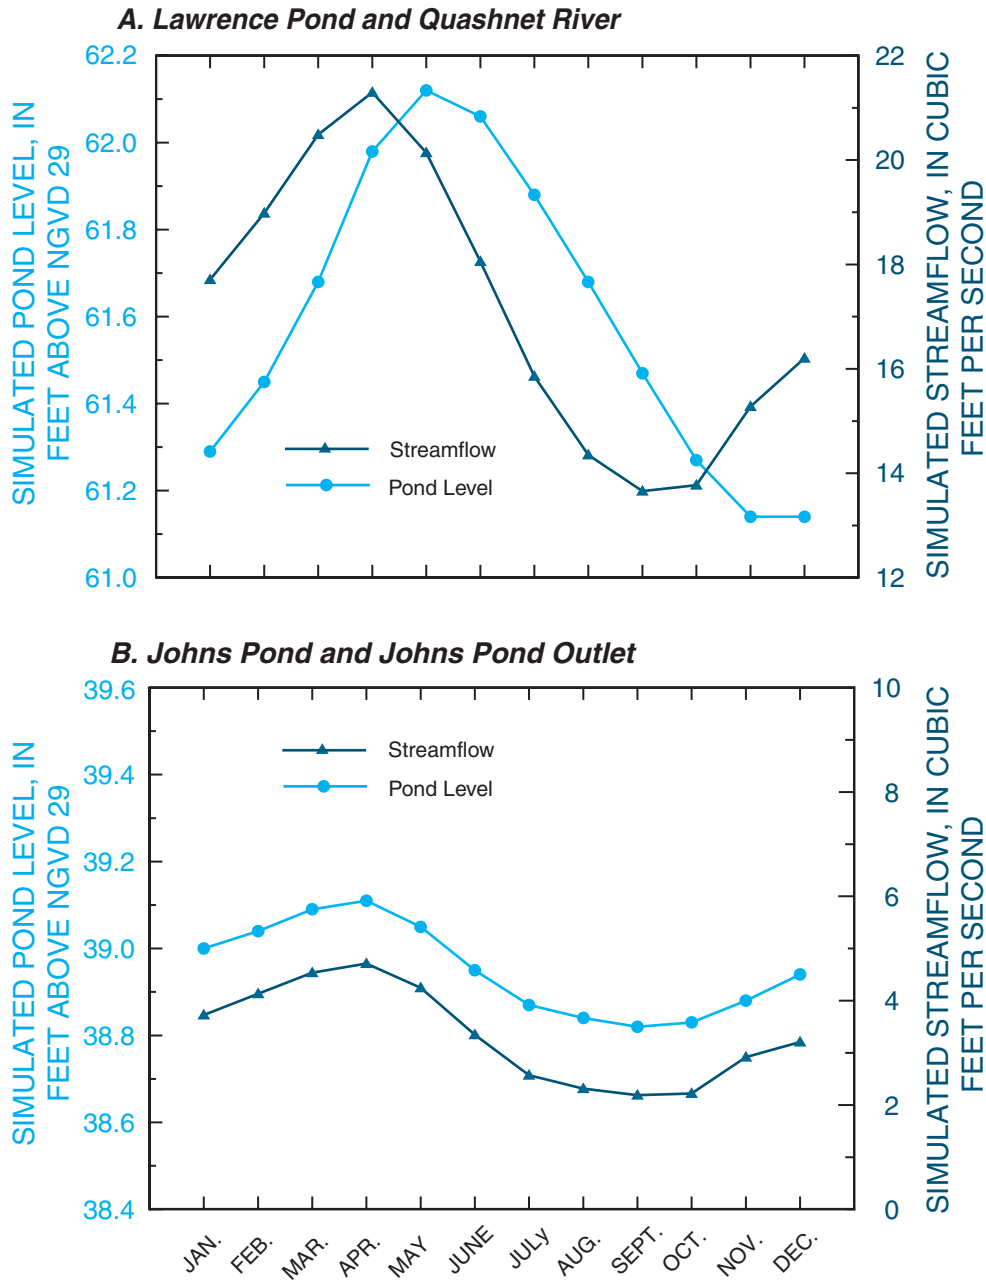 A. Lawrence Pond and Quashnet River
SIMULATED POND LEVEL, IN
FEET ABOVE NGVD 29
62.2
62.0
61.8
61.6
61.4
61.2
61.0
Streamflow
Pond Level
22
20
18
16
14
12
SIMULATED STREAMFLOW, IN CUBIC
FEET PER SECOND
B. Johns Pond and Johns Pond Outlet
SIMULATED POND LEVEL, IN
FEET ABOVE NGVD 29
39.6
39.4
39.2
39.0
38.8
38.6
38.4
Streamflow
Pond Level
10
8
6
4
2
0
SIMULATED STREAMFLOW, IN CUBIC
FEET PER SECOND
JAN. FEB. MAR. APR. MAY JUNE JULy AUG. SEPT. OCT. NOV. DEC.